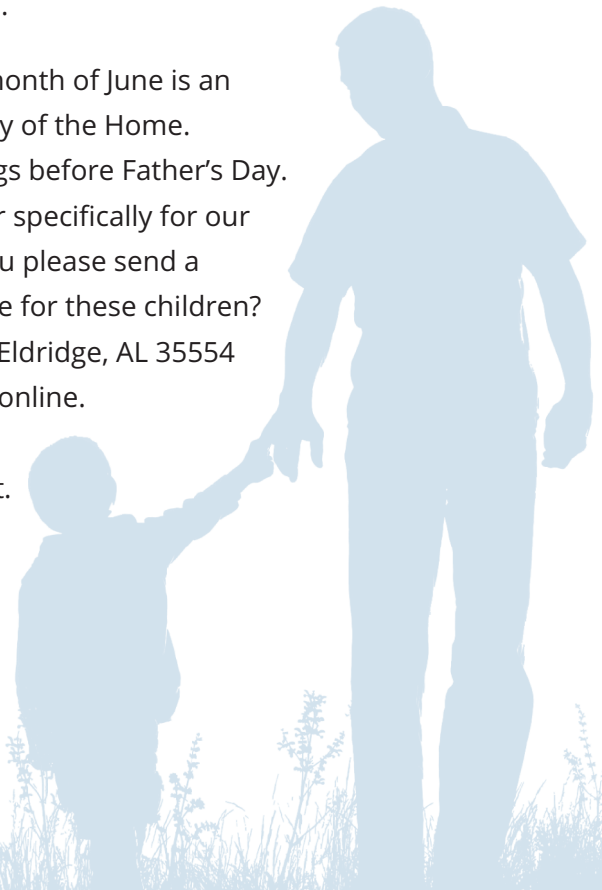 .
month of June is an
y of the Home.
gs before Father’s Day.
r specifically for our
u please send a
e for these children?
Eldridge, AL 35554
online.
t.